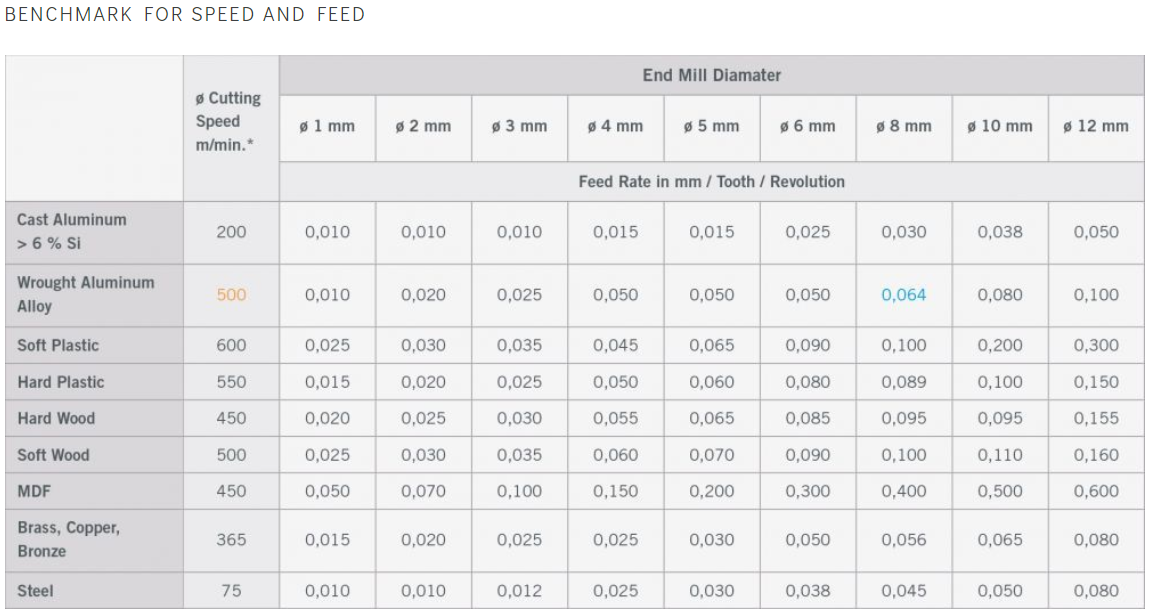 BENCHMARK FOR SPEED AND FEED
ø Cutting Speed m/min.*
End Mill Diamater
ø 1 mm ø 2 mm ø 3 mm ø 4 mm ø 5 mm ø 6 mm ø 8 mm ø 10 mm ø 12 mm
Feed Rate in mm / Tooth / Revolution
Cast Aluminum > 6 % Si 200 0,010 0,010 0,010 0,015 0,015 0,025 0,030 0,038 0,050
Wrought Aluminum Alloy 500 0,010 0,020 0,025 0,050 0,050 0,050 0,064 0,080 0,100
Soft Plastic 600 0,025 0,030 0,035 0,045 0,065 0,090 0,100 0,200 0,300
Hard Plastic 550 0,015 0,020 0,025 0,050 0,060 0,080 0,089 0,100 0,150
Hard Wood 450 0,020 0,025 0,030 0,055 0,065 0,085 0,095 0,095 0,155
Soft Wood 500 0,025 0,030 0,035 0,060 0,070 0,090 0,100 0,110 0,160
MDF 450 0,050 0,070 0,100 0,150 0,200 0,300 0,400 0,500 0,600
Brass, Copper, Bronze 365 0,015 0,020 0,025 0,025 0,030 0,050 0,056 0,065 0,080
Steel 75 0,010 0,010 0,012 0,025 0,030 0,038 0,045 0,050 0,080